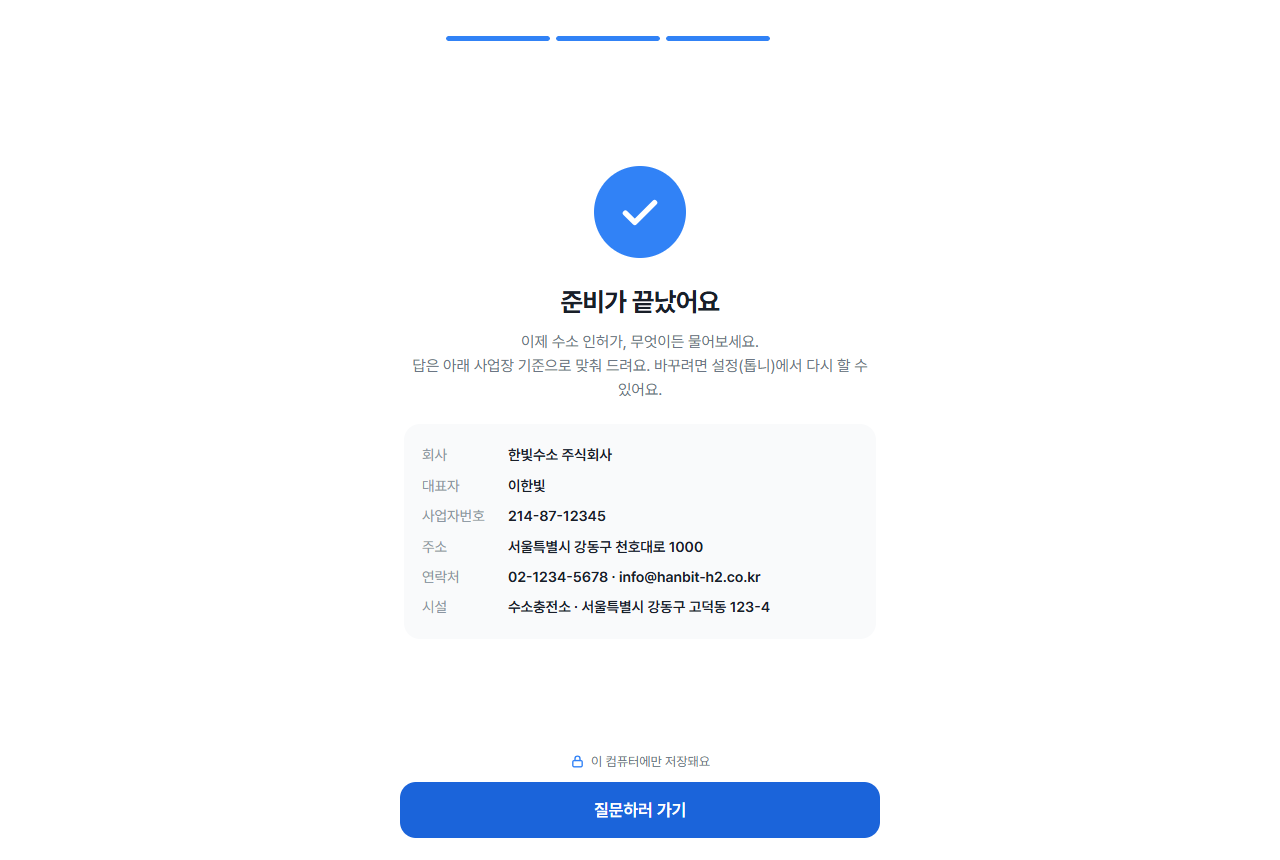 준비가 끝났어요
이제 수소 인허가, 무엇이든 물어보세요.
답은 아래 사업장 기준으로 맞춰 드려요. 바꾸려면 설정(톱니)에서 다시 할 수
있어요.
회사 한빛수소 주식회사
대표자 이한빛
사업자번호 214-87-12345
주소 서울특별시 강동구 천호대로 1000
연락처 02-1234-5678 · info@hanbit-h2.co.kr
시설 수소충전소 · 서울특별시 강동구 고덕동 123-4
이 컴퓨터에만 저장돼요
질문하러 가기